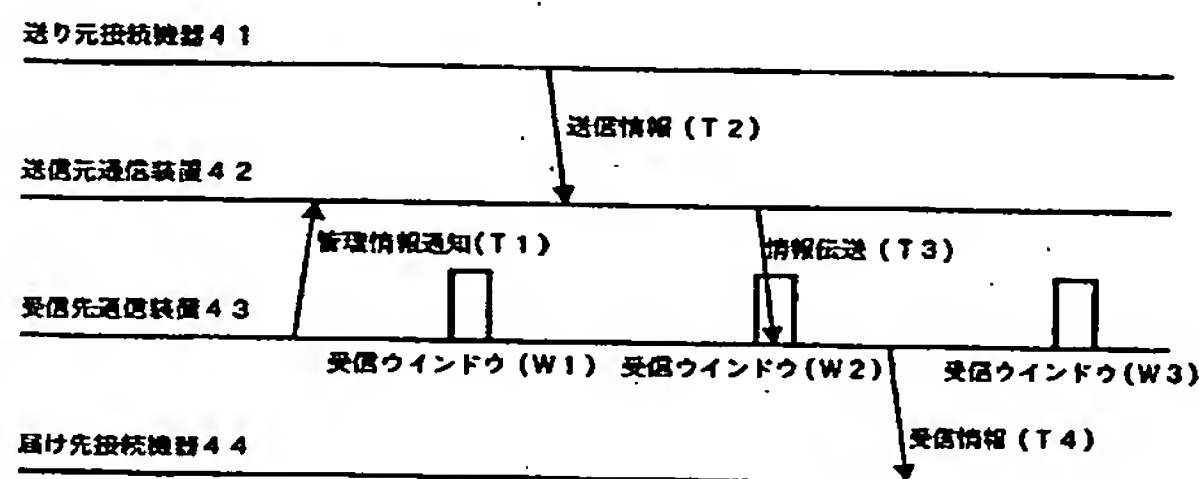 送り元接続機器41
送信情報(T2)
送信元通信装置42
管理情報通知(T1)
情報伝送(T3)
受信先通信装置43
受信ウインドウ(W1)
受信ウインドウ(W2)
受信ウインドウ(W3)
届け先接続機器44
受信情報(T4)